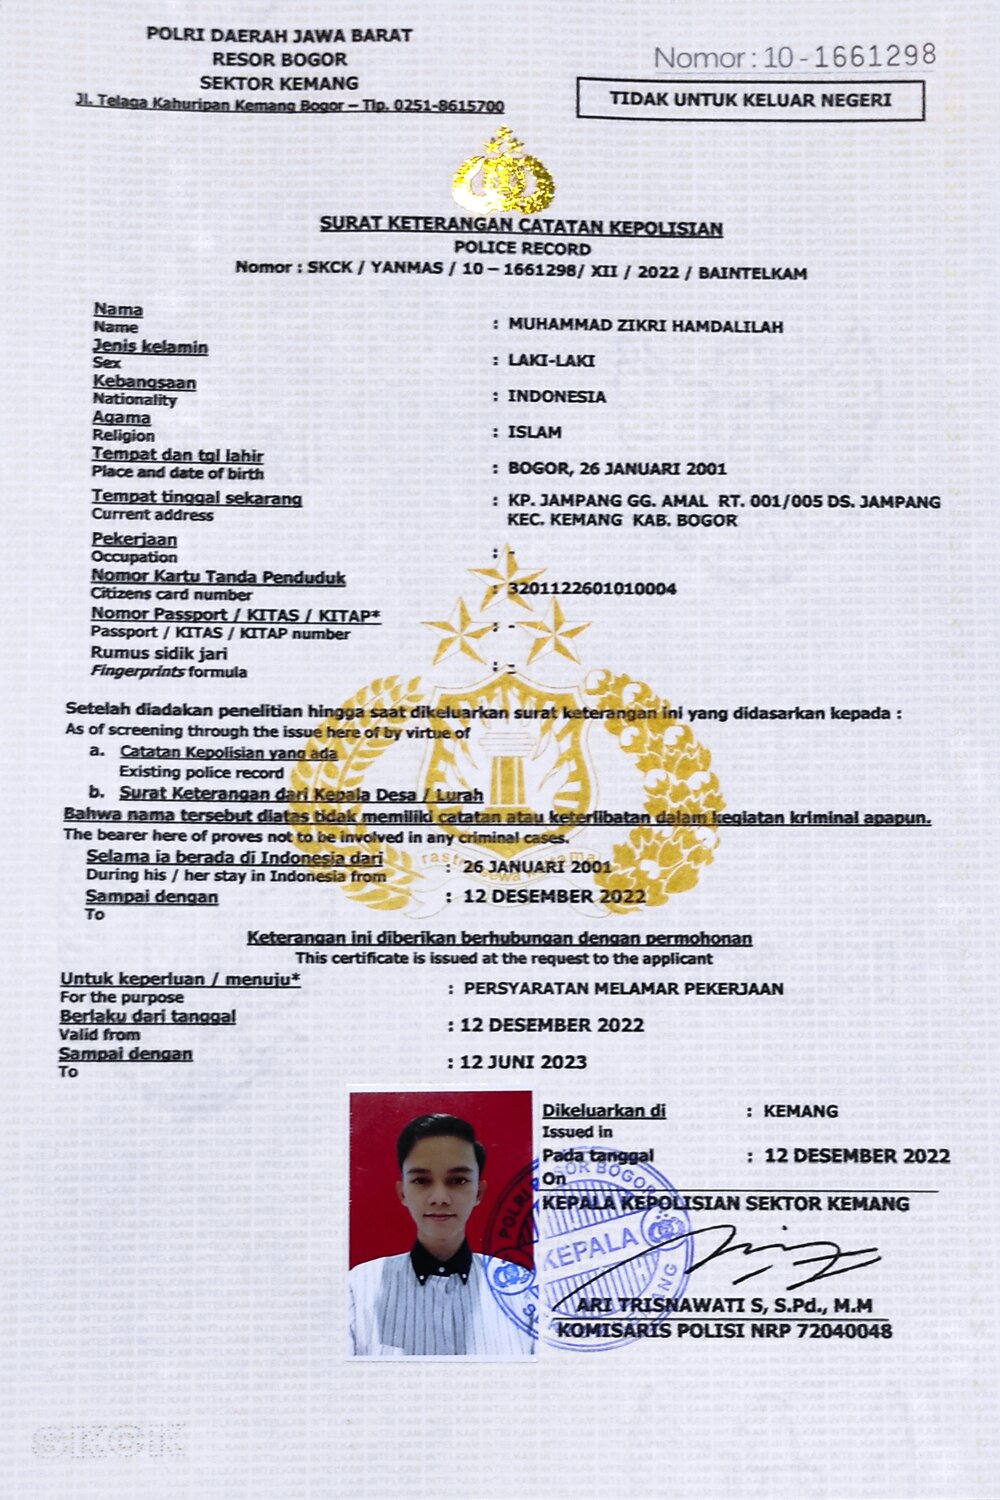 POLRI DAERAH JAWA BARAT
RESOR BOGOR
SEKTOR KEMANG
Jl. Telaga Kahuripan Kemang Bogor – Tlp. 0251-8615700
Nomor : 10 - 1661298
TIDAK UNTUK KELUAR NEGERI
SURAT KETERANGAN CATATAN KEPOLISIAN
POLICE RECORD
Nomor : SKCK / YANMAS / 10 – 1661298/ XII / 2022 / BAINTELKAM
Nama
Name : MUHAMMAD ZIKRI HAMDALILAH
Jenis kelamin
Sex : LAKI-LAKI
Kebangsaan
Nationality : INDONESIA
Agama
Religion : ISLAM
Tempat dan tgl lahir
Place and date of birth : BOGOR, 26 JANUARI 2001
Tempat tinggal sekarang : KP. JAMPANG GG. AMAL RT. 001/005 DS. JAMPANG
Current address KEC. KEMANG KAB. BOGOR
Pekerjaan
Occupation : -
Nomor Kartu Tanda Penduduk
Citizens card number : 3201122601010004
Nomor Passport / KITAS / KITAP*
Passport / KITAS / KITAP number : -
Rumus sidik jari
Fingerprints formula : -
Setelah diadakan penelitian hingga saat dikeluarkan surat keterangan ini yang didasarkan kepada :
As of screening through the issue here of by virtue of
a. Catatan Kepolisian yang ada
Existing police record
b. Surat Keterangan dari Kepala Desa / Lurah
Bahwa nama tersebut diatas tidak memiliki catatan atau keterlibatan dalam kegiatan kriminal apapun.
The bearer here of proves not to be involved in any criminal cases.
Selama ia berada di Indonesia dari
During his / her stay in Indonesia from : 26 JANUARI 2001
Sampai dengan : 12 DESEMBER 2022
To
Keterangan ini diberikan berhubungan dengan permohonan
This certificate is issued at the request to the applicant
Untuk keperluan / menuju* : PERSYARATAN MELAMAR PEKERJAAN
For the purpose
Berlaku dari tanggal : 12 DESEMBER 2022
Valid from
Sampai dengan : 12 JUNI 2023
To
Dikeluarkan di : KEMANG
Issued in
Pada tanggal : 12 DESEMBER 2022
On
KEPALA KEPOLISIAN SEKTOR KEMANG
KEPALA
ARI TRISNAWATI S, S.Pd., M.M
KOMISARIS POLISI NRP 72040048
skck